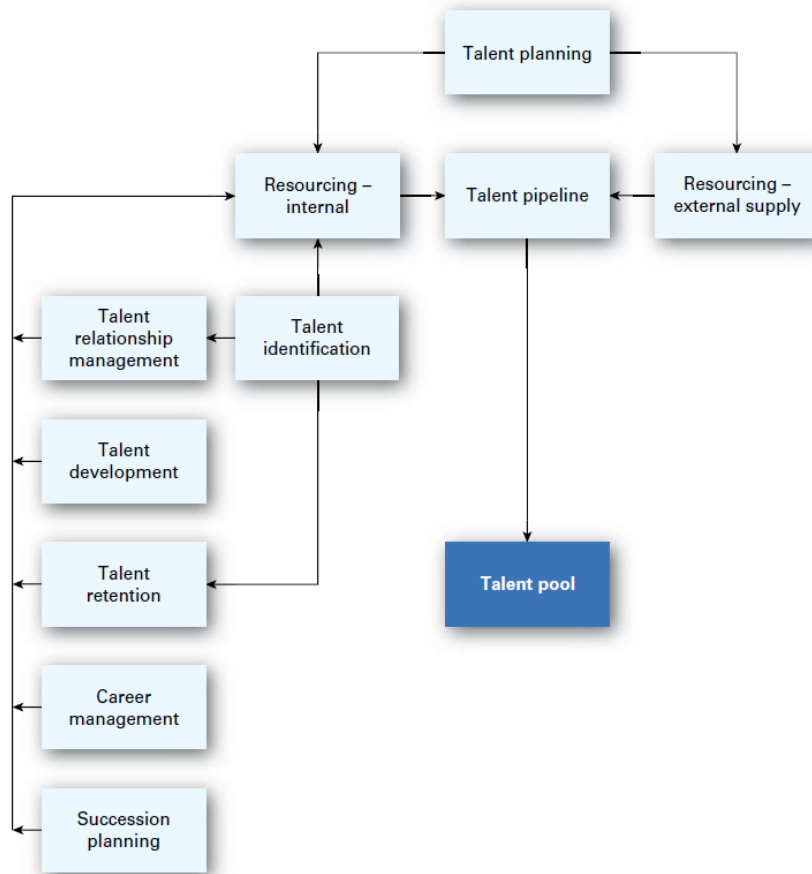 Talent planning
Resourcing –
internal
Talent pipeline
Resourcing –
external supply
Talent
relationship
management
Talent
identification
Talent
development
Talent
retention
Talent pool
Career
management
Succession
planning